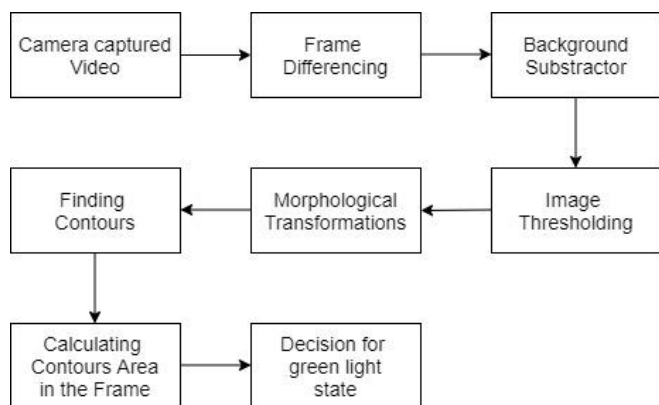 Camera captured
Video
Frame
Differencing
Background
Substractor
Image
Thresholding
Morphological
Transformations
Finding
Contours
Calculating
Contours Area
in the Frame
Decision for
green light
state